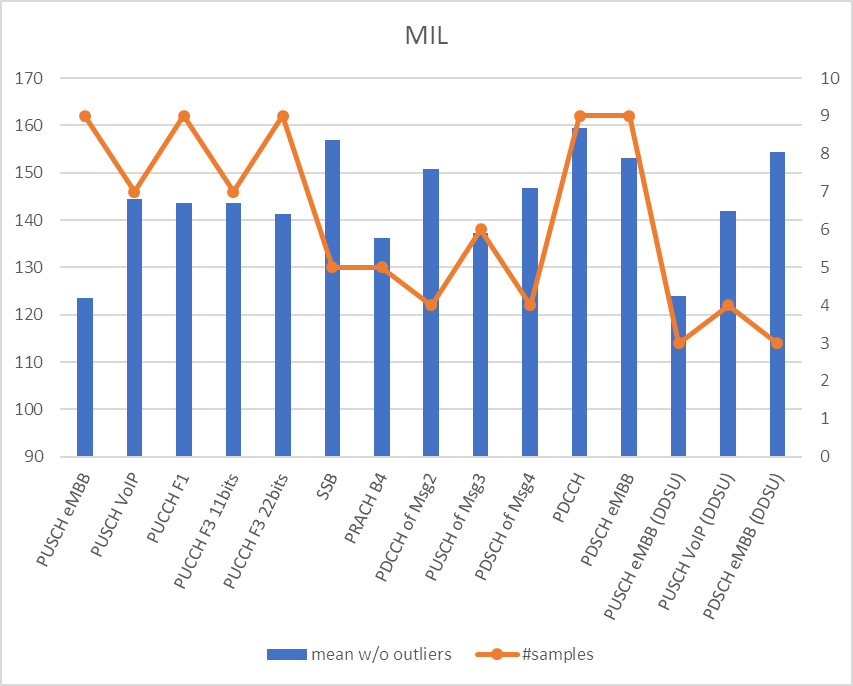 MIL
170
160
150
140
130
120
110
100
90
10
9
8
7
6
5
4
3
2
1
0
PUSCH eMBB
PUSCH VoIP
PUCCH F1
PUCCH F3 11bits
PUCCH F3 22bits
SSB
PRACH B4
PDCCH of Msg2
PUSCH of Msg3
PDSCH of Msg4
PDCCH
PDSCH eMBB
PUSCH eMBB (DDSU)
PUSCH VoIP (DDSU)
PDSCH eMBB (DDSU)
mean w/o outliers
#samples